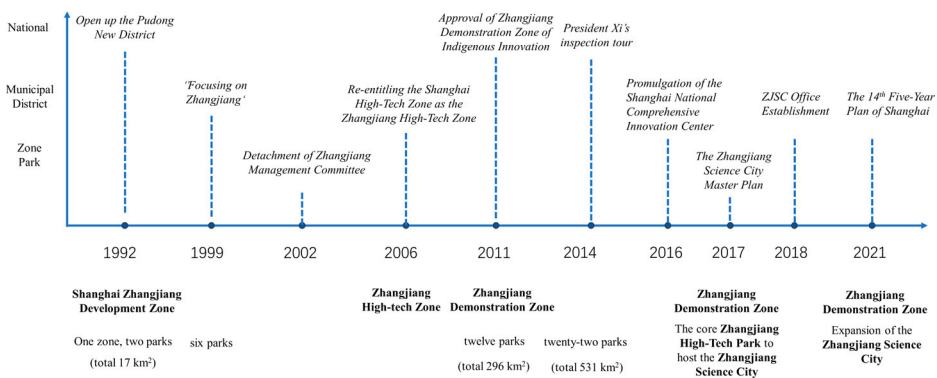 National
Municipal
District
Zone
Park
Open up the Pudong
New District
'Focusing on
Zhangjiang'
Detachment of Zhangjiang
Management Committee
Re-entitling the Shanghai
High-Tech Zone as the
Zhangjiang High-Tech Zone
Approval of Zhangjiang
Demonstration Zone of
Indigenous Innovation
President Xi's
inspection tour
Promulgation of the
Shanghai National
Comprehensive
Innovation Center
The Zhangjiang
Science City
Master Plan
ZJSC Office
Establishment
The 14th Five-Year
Plan of Shanghai
1992
1999
2002
2006
2011
2014
2016
2017
2018
2021
Shanghai Zhangjiang
Development Zone
Zhangjiang
High-tech Zone
Zhangjiang
Demonstration Zone
Zhangjiang
Demonstration Zone
Zhangjiang
Demonstration Zone
One zone, two parks
(total 17 km²)
six parks
twelve parks
(total 296 km²)
twenty-two parks
(total 531 km²)
The core Zhangjiang
High-Tech Park to
host the Zhangjiang
Science City
Expansion of the
Zhangjiang Science
City